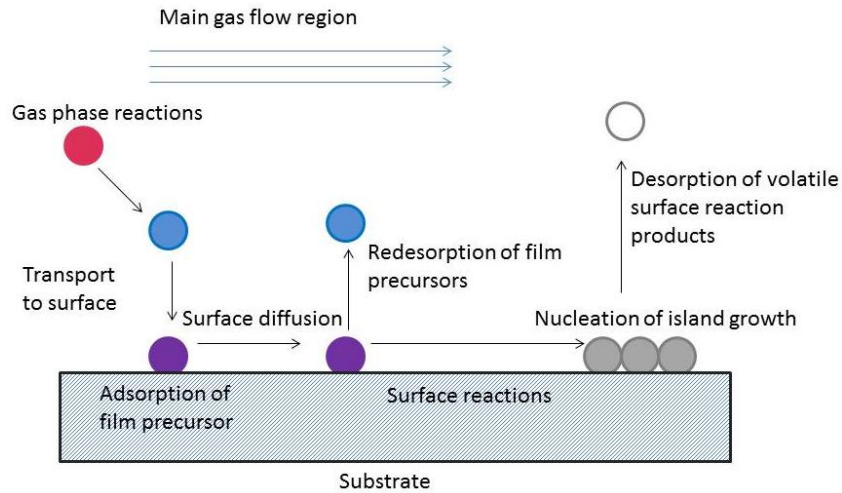 Main gas flow region
Gas phase reactions
Desorption of volatile
surface reaction
products
Redesorption of film
precursors
Transport
to surface
Surface diffusion
Nucleation of island growth
Adsorption of
film precursor
Surface reactions
Substrate